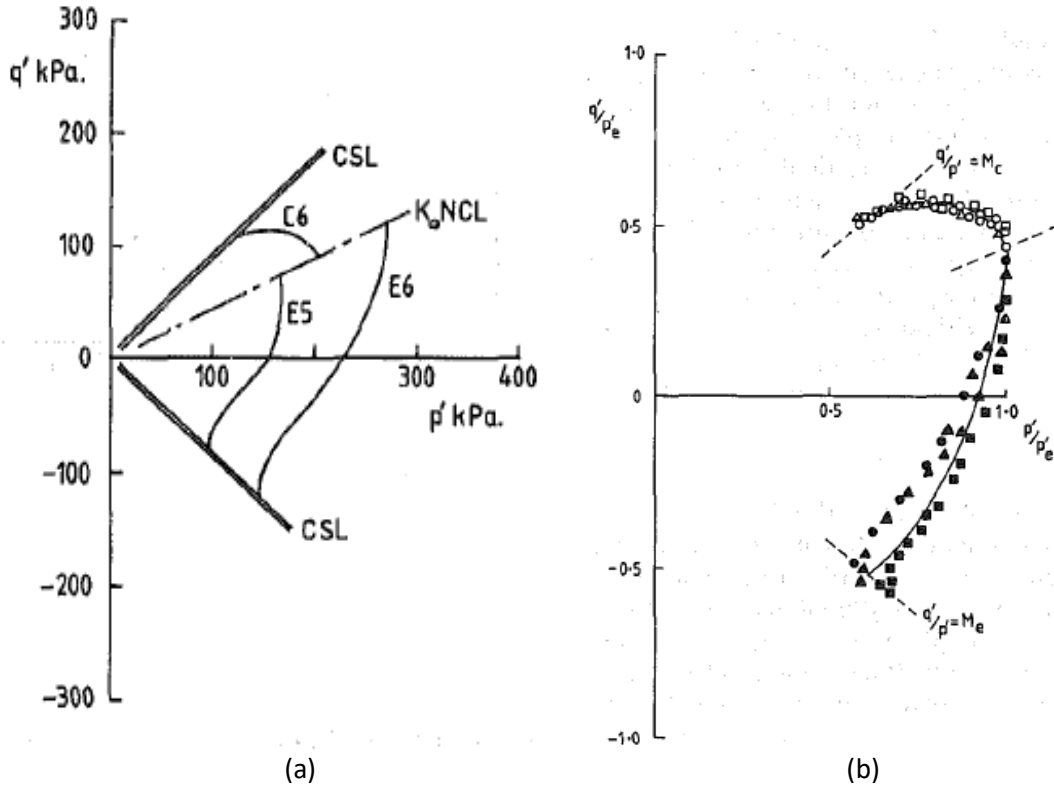 300
q' kPa.
200
100
0
-100
-200
-300
CSL
C6
K₀NCL
E5
E6
100
200
300
400
p' kPa.
CSL
(a)
1·0
q'/p'e
q'/p' = Mc
0·5
0
0·5
1·0
p'/p'e
-0·5
q'/p' = Me
-1·0
(b)